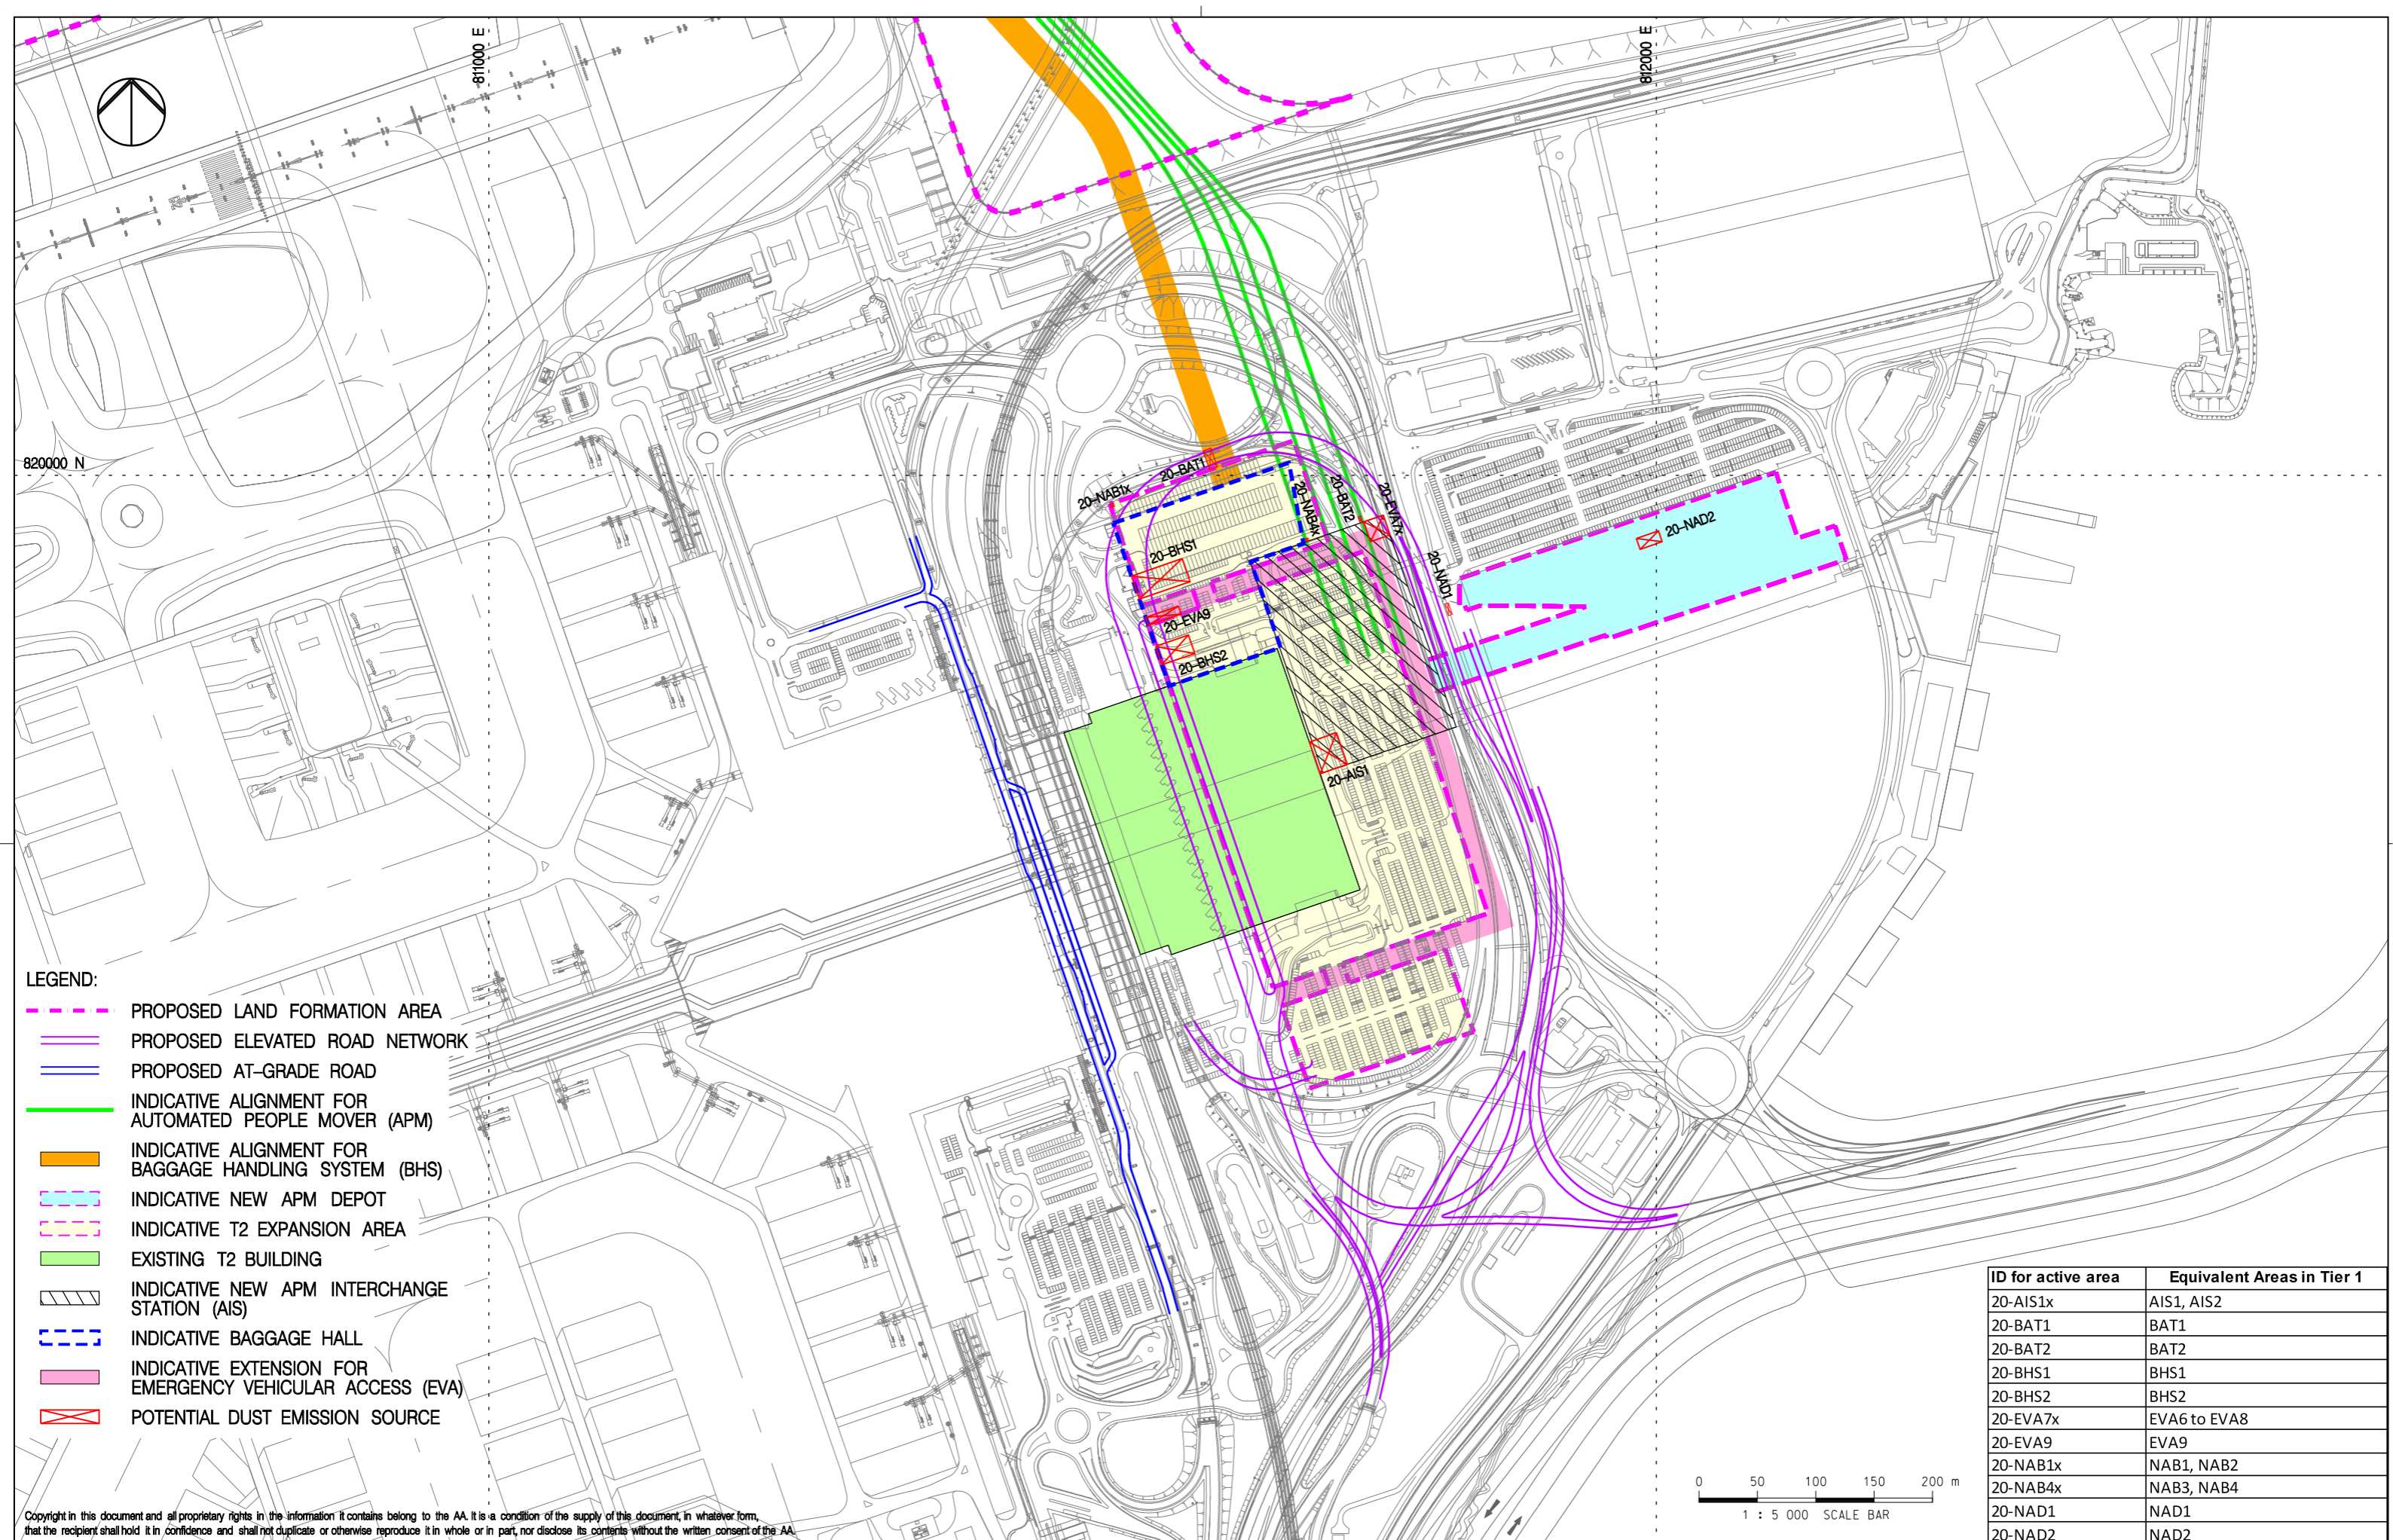 811000 E
812000 E
820000 N
20-BAT1
20-NAB1x
20-NAB4x
20-BAT2
20-EVA7x
20-NAD2
20-BHS1
20-NAD1
20-EVA9
20-BHS2
20-AIS1
LEGEND:
PROPOSED LAND FORMATION AREA
PROPOSED ELEVATED ROAD NETWORK
PROPOSED AT-GRADE ROAD
INDICATIVE ALIGNMENT FOR
AUTOMATED PEOPLE MOVER (APM)
INDICATIVE ALIGNMENT FOR
BAGGAGE HANDLING SYSTEM (BHS)
INDICATIVE NEW APM DEPOT
INDICATIVE T2 EXPANSION AREA
EXISTING T2 BUILDING
INDICATIVE NEW APM INTERCHANGE
STATION (AIS)
INDICATIVE BAGGAGE HALL
INDICATIVE EXTENSION FOR
EMERGENCY VEHICULAR ACCESS (EVA)
POTENTIAL DUST EMISSION SOURCE
ID for active area Equivalent Areas in Tier 1
20-AIS1x AIS1, AIS2
20-BAT1 BAT1
20-BAT2 BAT2
20-BHS1 BHS1
20-BHS2 BHS2
20-EVA7x EVA6 to EVA8
20-EVA9 EVA9
20-NAB1x NAB1, NAB2
20-NAB4x NAB3, NAB4
20-NAD1 NAD1
20-NAD2 NAD2
0 50 100 150 200 m
1 : 5 000 SCALE BAR
Copyright in this document and all proprietary rights in the information it contains belong to the AA. It is a condition of the supply of this document, in whatever form,
that the recipient shall hold it in confidence and shall not duplicate or otherwise reproduce it in whole or in part, nor disclose its contents without the written consent of the AA.